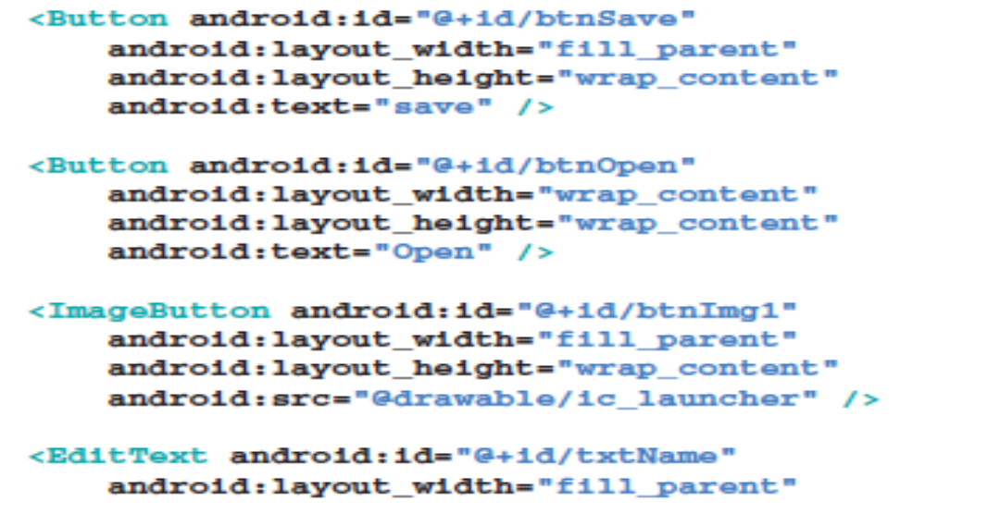 <Button android:id="@+id/btnSave"
android:layout_width="fill_parent"
android:layout_height="wrap_content"
android:text="save" />
<Button android:id="@+id/btnOpen"
android:layout_width="wrap_content"
android:layout_height="wrap_content"
android:text="Open" />
<ImageButton android:id="@+id/btnImg1"
android:layout_width="fill_parent"
android:layout_height="wrap_content"
android:src="@drawable/ic_launcher" />
<EditText android:id="@+id/txtName"
android:layout_width="fill_parent"